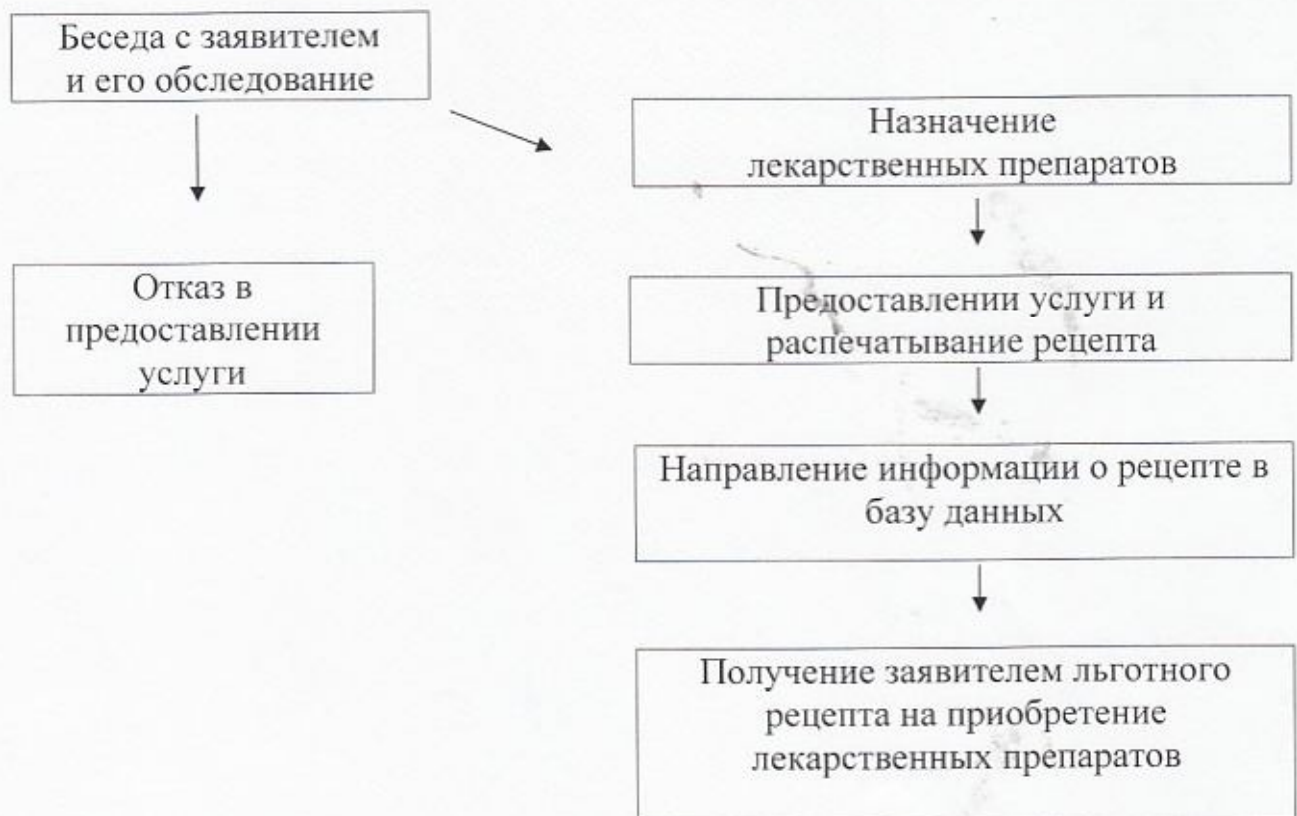 Беседа с заявителем
и его обследование
Назначение
лекарственных препаратов
Отказ в
предоставлении
услуги
Предоставлении услуги и
распечатывание рецепта
Направление информации о рецепте в
базу данных
Получение заявителем льготного
рецепта на приобретение
лекарственных препаратов